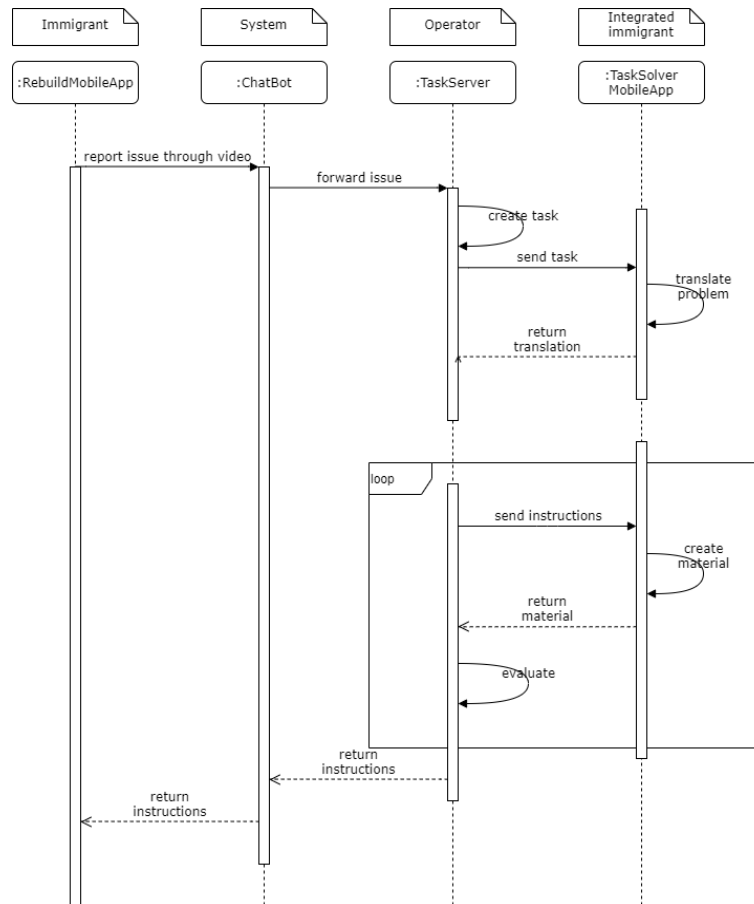 Immigrant
System
Operator
Integrated
immigrant
:RebuildMobileApp
:ChatBot
:TaskServer
:TaskSolver
MobileApp
report issue through video
forward issue
create task
send task
translate
problem
return
translation
loop
send instructions
create
material
return
material
evaluate
return
instructions
return
instructions